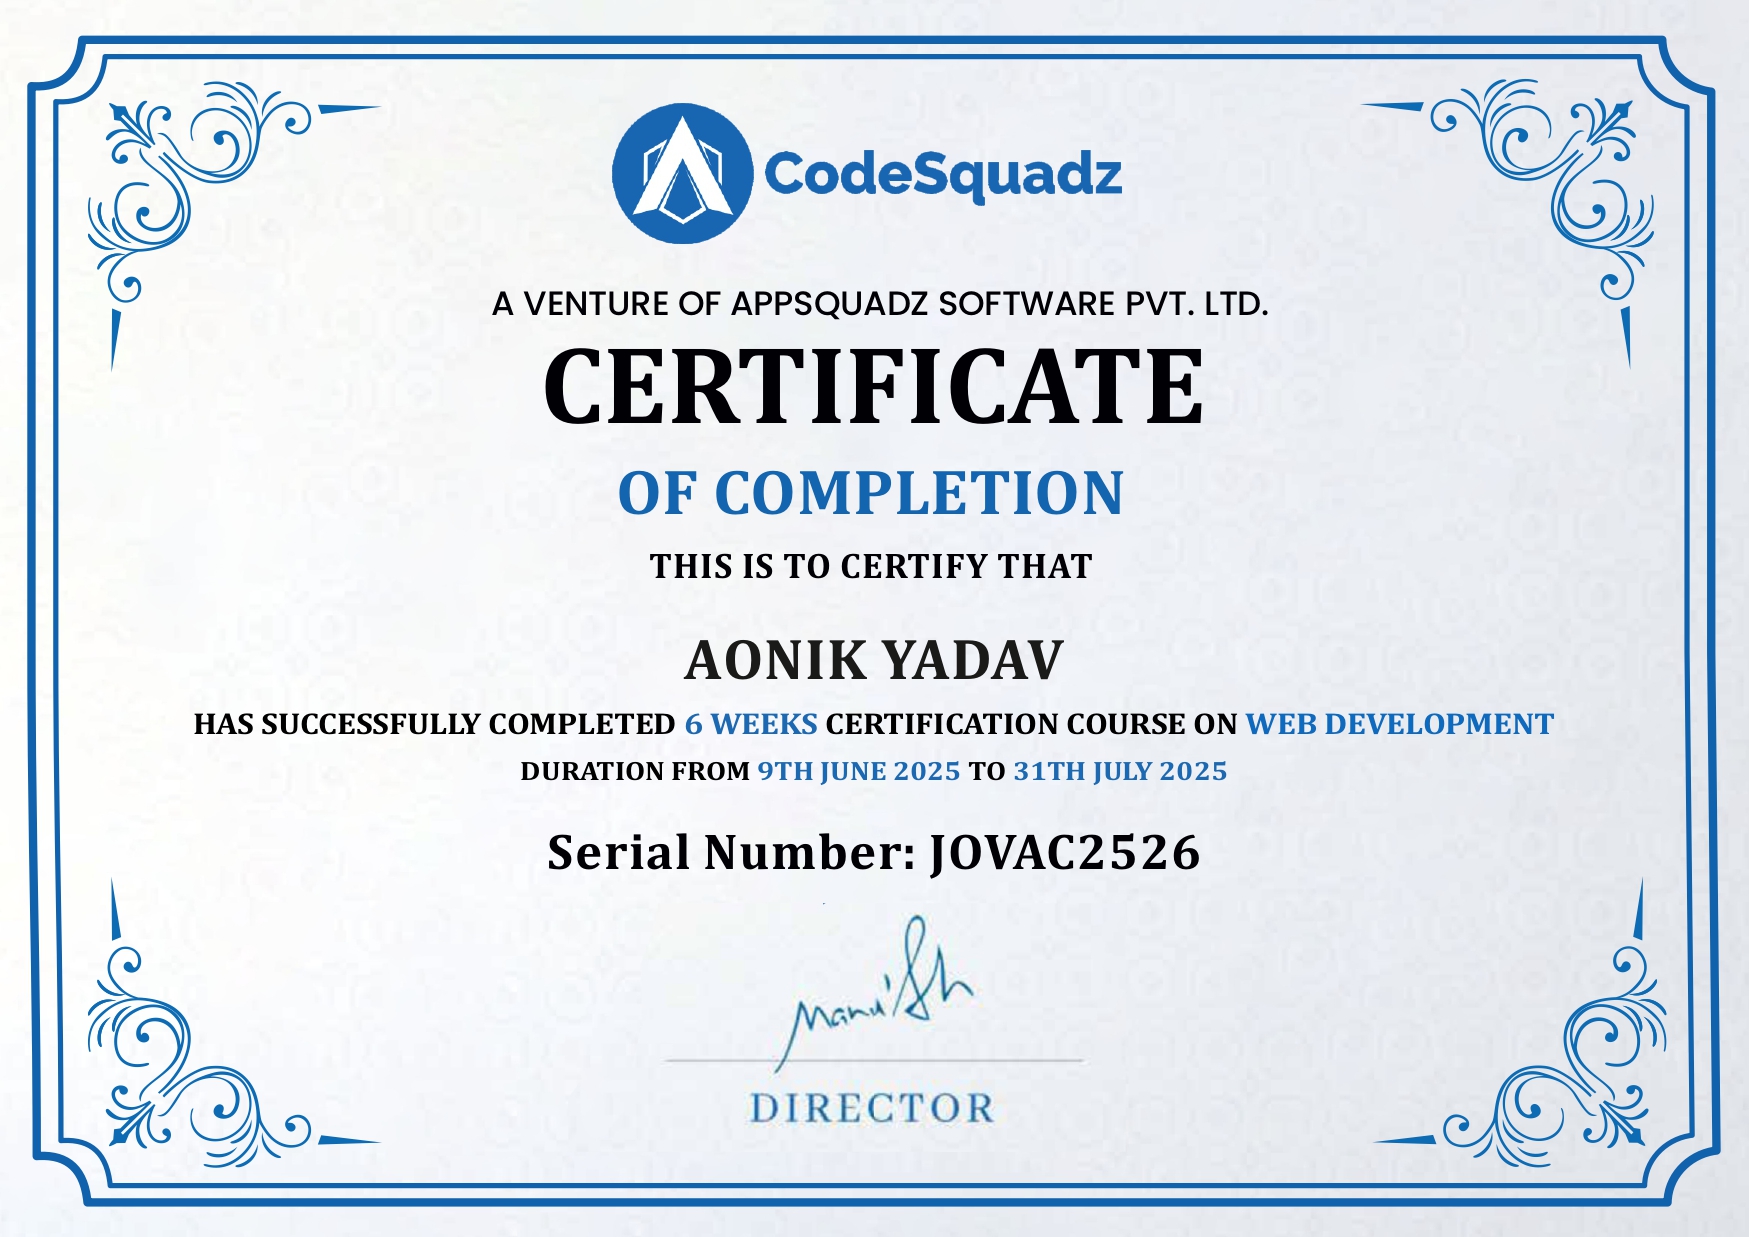 CodeSquadz
A VENTURE OF APPSQUADZ SOFTWARE PVT. LTD.
CERTIFICATE
OF COMPLETION
THIS IS TO CERTIFY THAT
AONIK YADAV
HAS SUCCESSFULLY COMPLETED 6 WEEKS CERTIFICATION COURSE ON WEB DEVELOPMENT
DURATION FROM 9TH JUNE 2025 TO 31TH JULY 2025
Serial Number: JOVAC2526
Manish
DIRECTOR